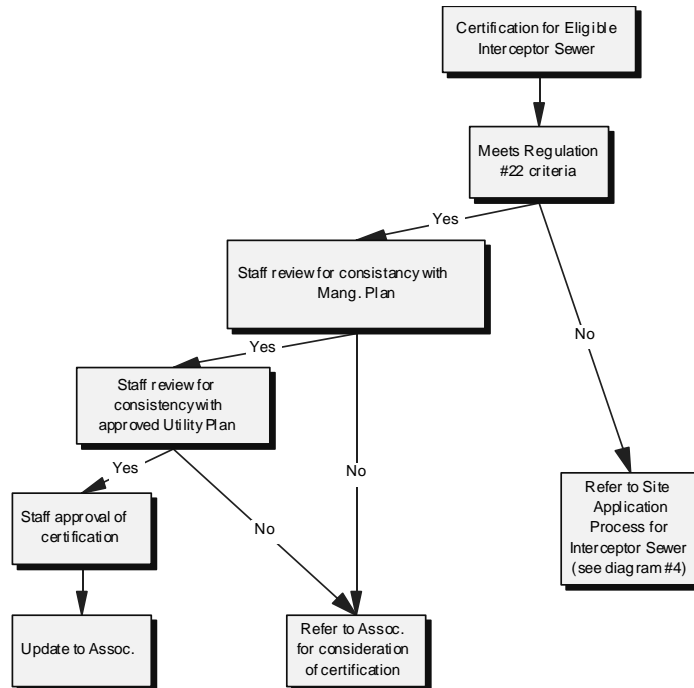 Certification for Eligible
Interceptor Sewer
Meets Regulation
#22 criteria
Yes
Staff review for consistancy with
Mang. Plan
No
Yes
Staff review for
consistency with
approved Utility Plan
No
Yes
No
Staff approval of
certification
Refer to Site
Application
Process for
Interceptor Sewer
(see diagram #4)
Update to Assoc.
Refer to Assoc.
for consideration
of certification